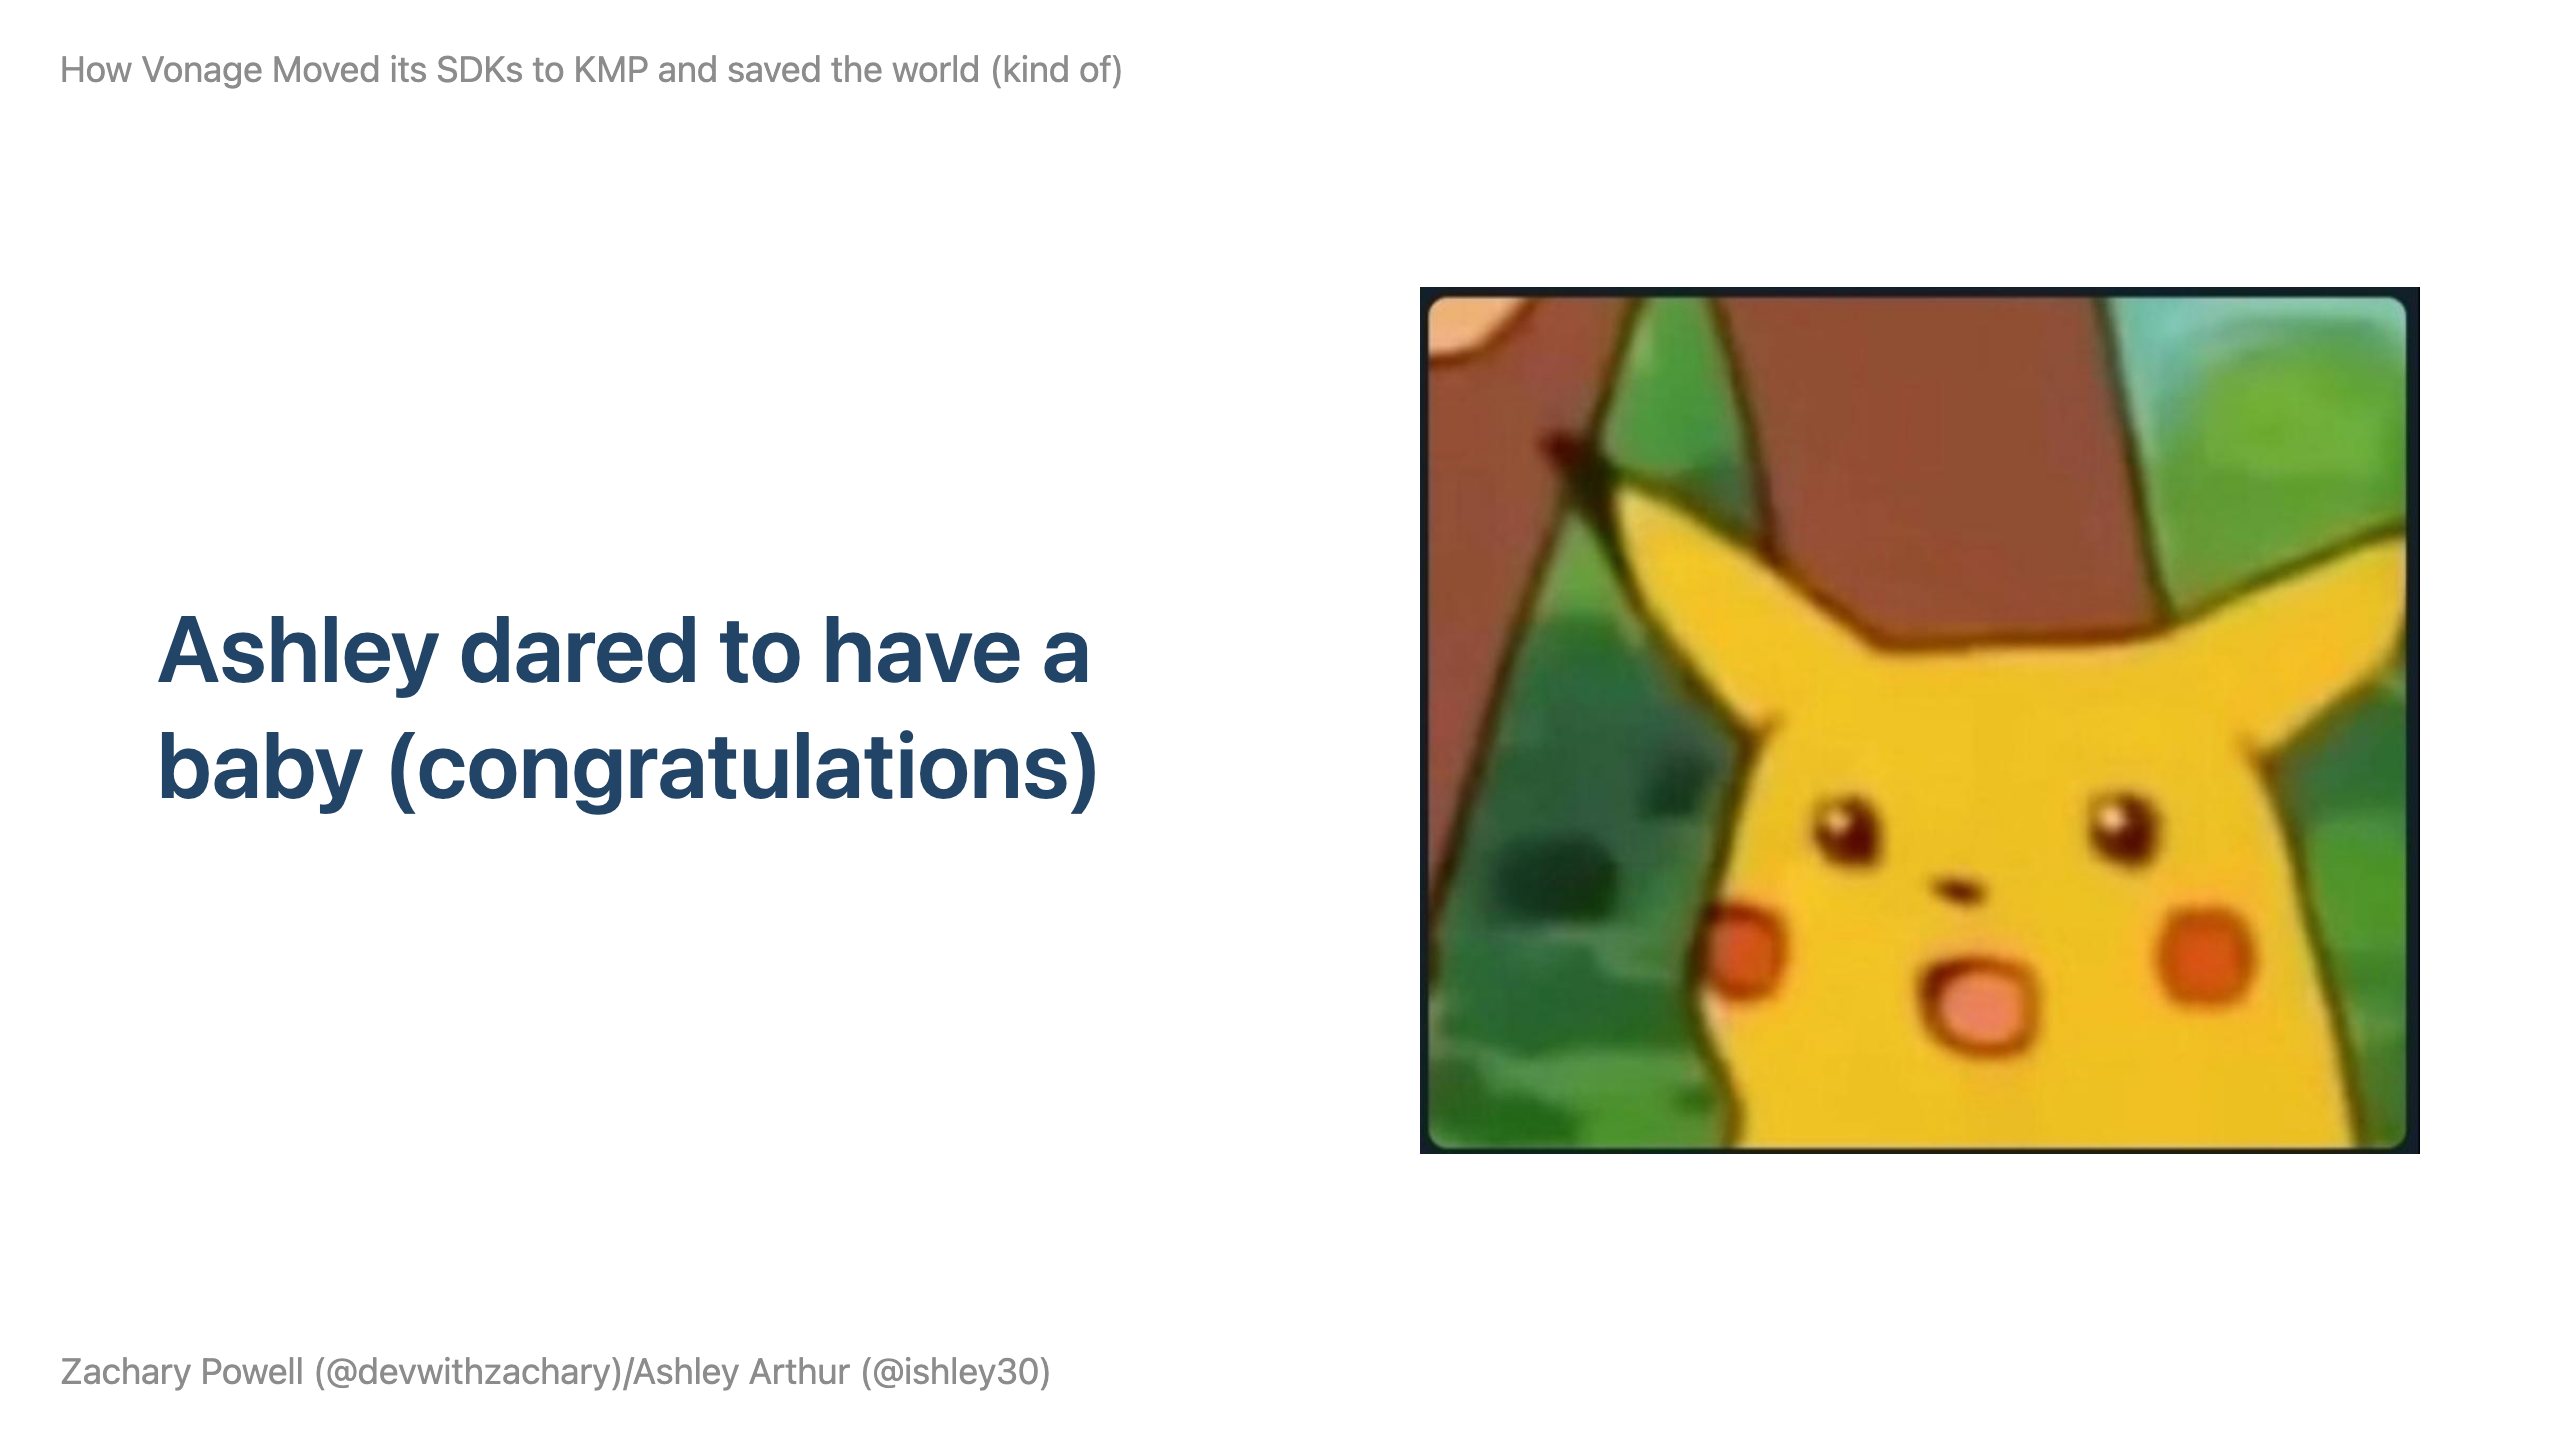 How Vonage Moved its SDKs to KMP and saved the world (kind of)
Ashley dared to have a
baby (congratulations)
Zachary Powell (@devwithzachary)/Ashley Arthur (@ishley30)